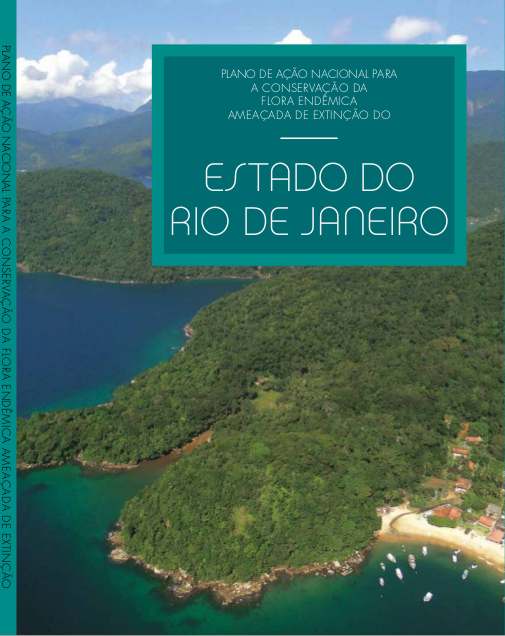 PLANO DE AÇÃO NACIONAL PARA A CONSERVAÇÃO DA FLORA ENDÊMICA AMEAÇADA DE EXTINÇÃO
PLANO DE AÇÃO NACIONAL PARA
A CONSERVAÇÃO DA
FLORA ENDÊMICA
AMEAÇADA DE EXTINÇÃO DO
ESTADO DO
RIO DE JANEIRO